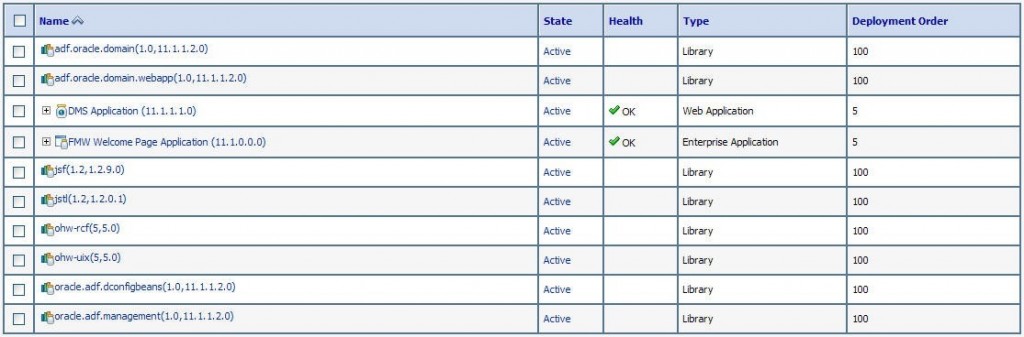 Name State Health Type Deployment Order
adf.oracle.domain(1.0,11.1.1.2.0) Active Library 100
adf.oracle.domain.webapp(1.0,11.1.1.2.0) Active Library 100
DMS Application (11.1.1.1.0) Active OK Web Application 5
FMW Welcome Page Application (11.1.0.0.0) Active OK Enterprise Application 5
jsf(1.2,1.2.9.0) Active Library 100
jstl(1.2,1.2.0.1) Active Library 100
ohw-rcf(5,5.0) Active Library 100
ohw-uix(5,5.0) Active Library 100
oracle.adf.dconfigbeans(1.0,11.1.1.2.0) Active Library 100
oracle.adf.management(1.0,11.1.1.2.0) Active Library 100